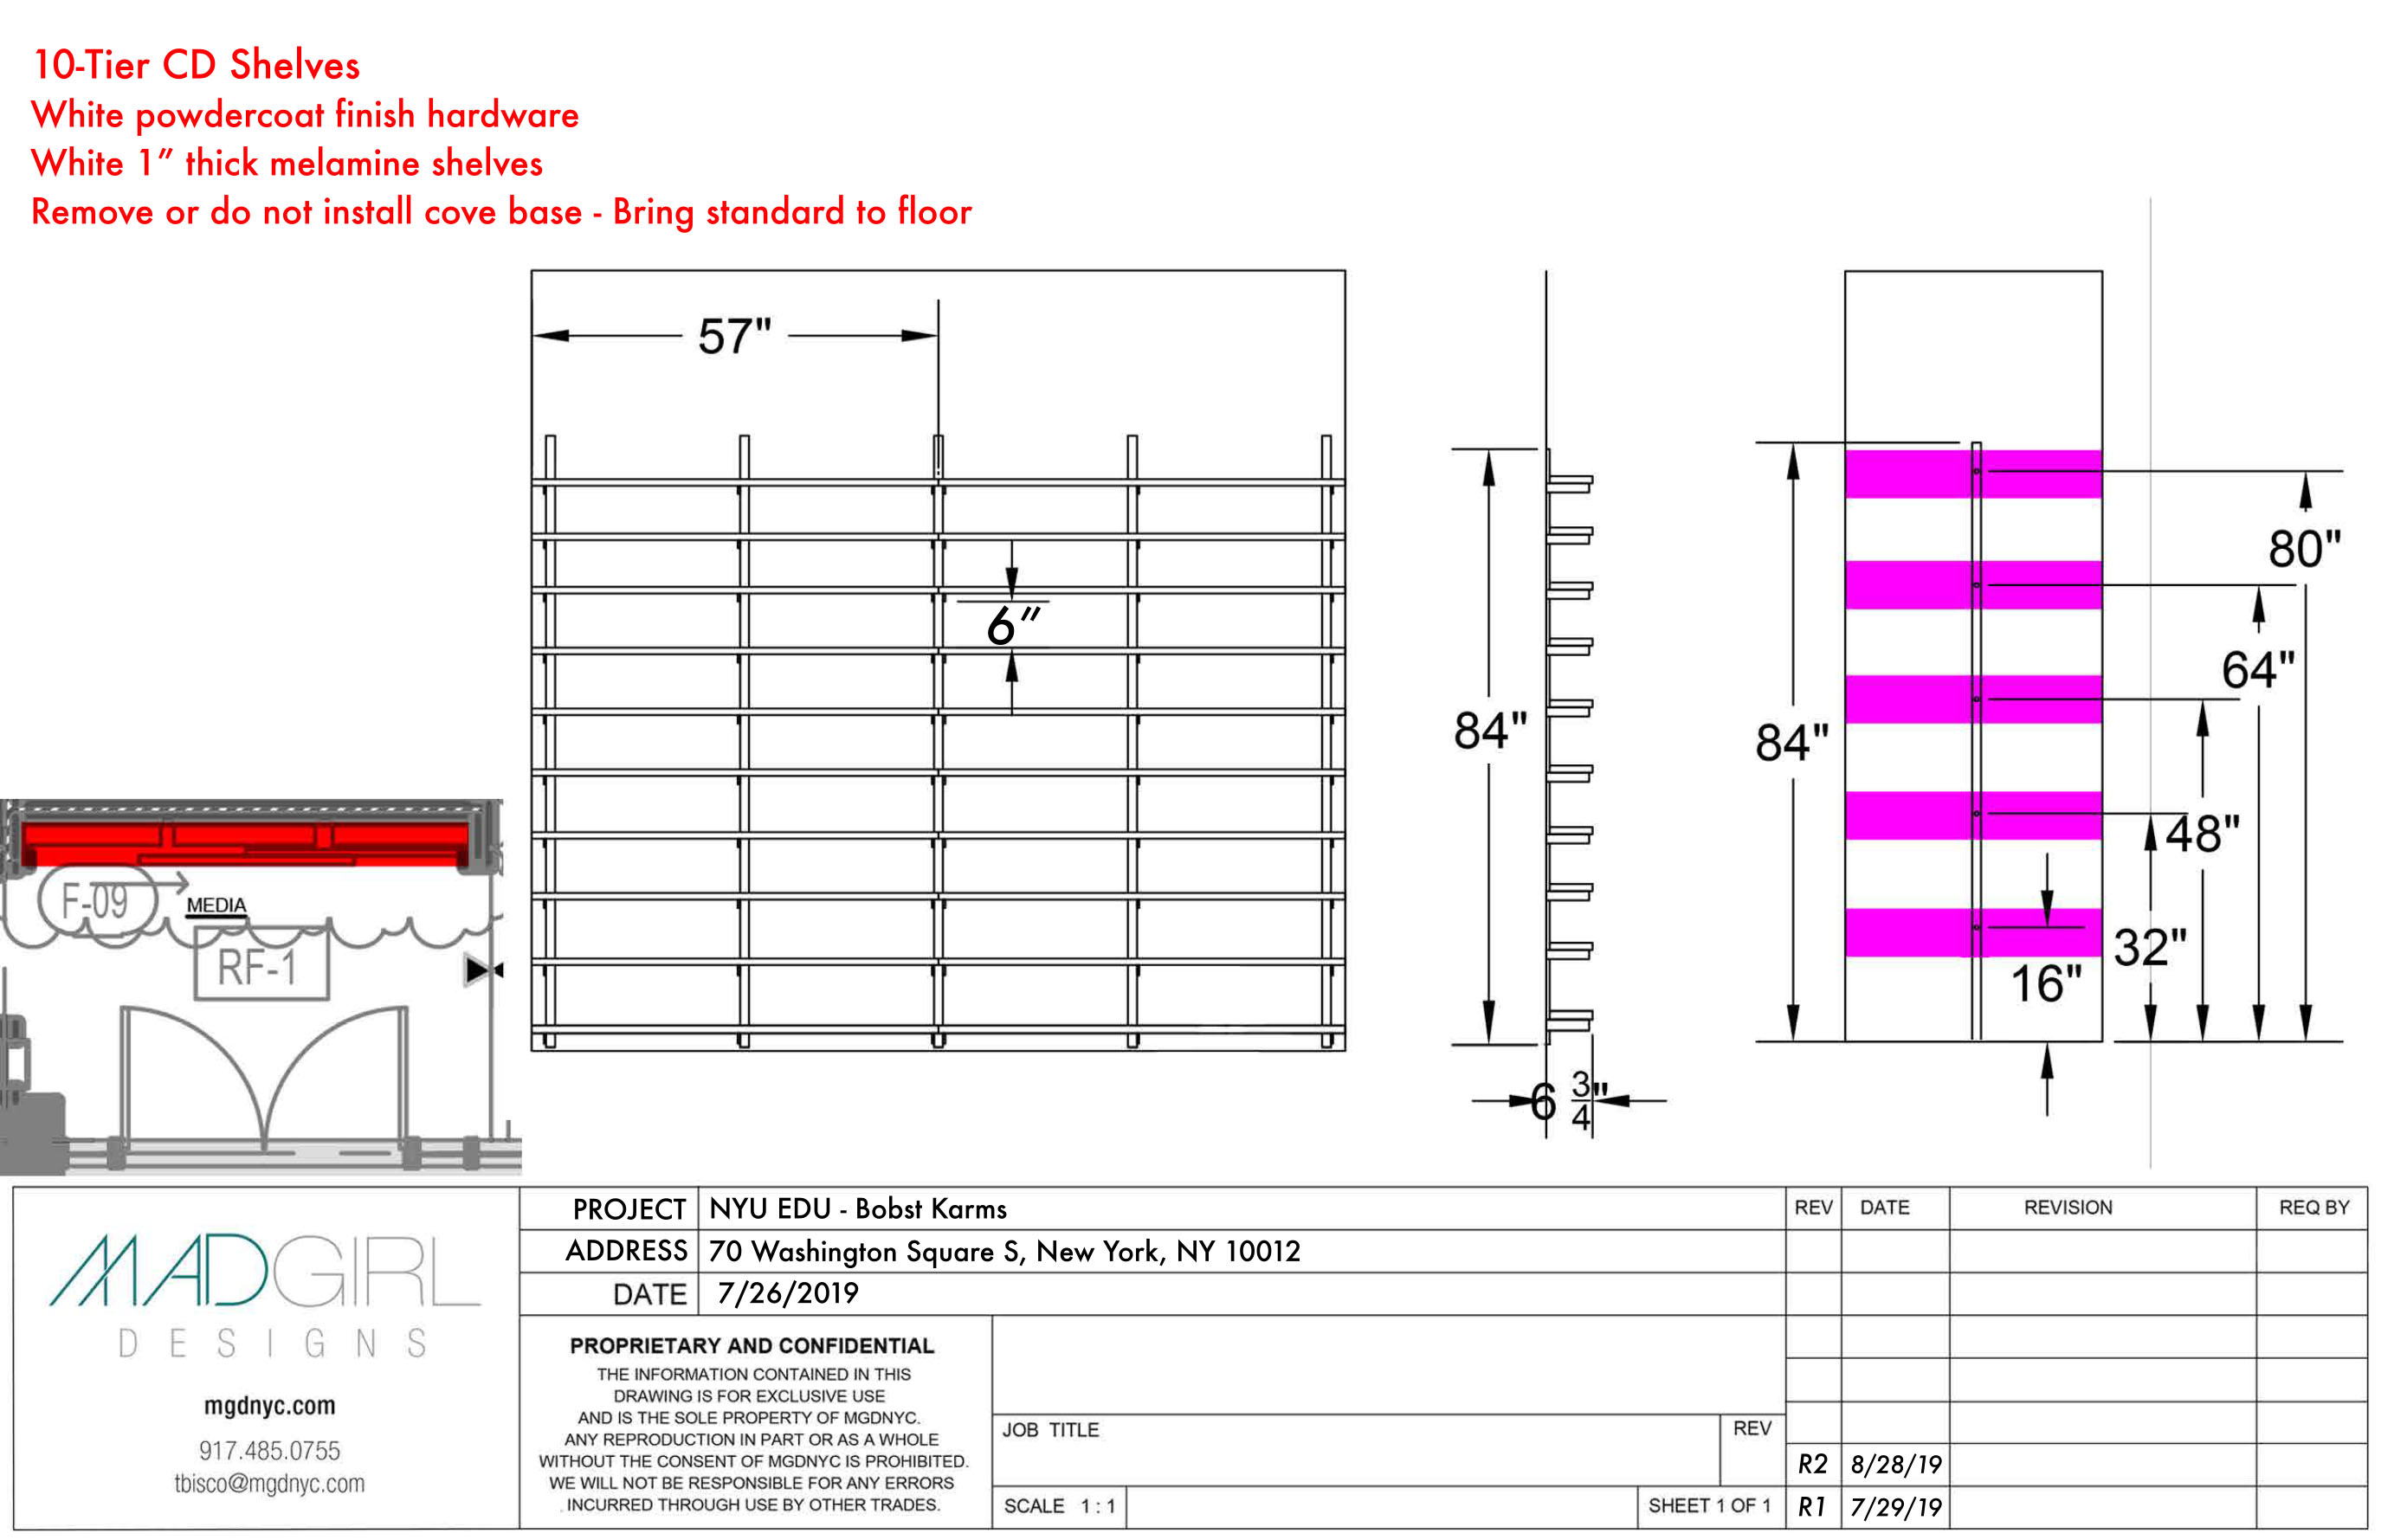 10-Tier CD Shelves
White powdercoat finish hardware
White 1” thick melamine shelves
Remove or do not install cove base - Bring standard to floor
57"
6”
84"
6 3/4"
84"
80"
64"
48"
32"
16"
F-09
MEDIA
RF-1
MADGIRL
DESIGNS
mgdnyc.com
917.485.0755
tbisco@mgdnyc.com
PROJECT NYU EDU - Bobst Karms
ADDRESS 70 Washington Square S, New York, NY 10012
DATE 7/26/2019
PROPRIETARY AND CONFIDENTIAL
THE INFORMATION CONTAINED IN THIS
DRAWING IS FOR EXCLUSIVE USE
AND IS THE SOLE PROPERTY OF MGDNYC.
ANY REPRODUCTION IN PART OR AS A WHOLE
WITHOUT THE CONSENT OF MGDNYC IS PROHIBITED.
WE WILL NOT BE RESPONSIBLE FOR ANY ERRORS
INCURRED THROUGH USE BY OTHER TRADES.
JOB TITLE
REV
SCALE 1 : 1
SHEET 1 OF 1
REV DATE REVISION REQ BY
R2 8/28/19
R1 7/29/19